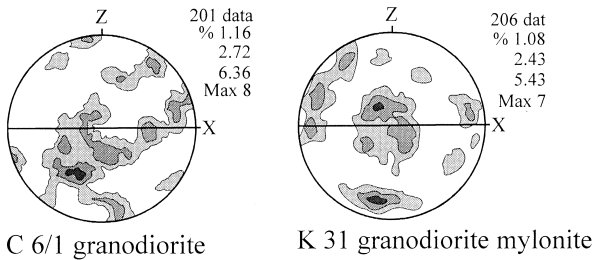 Z
201 data
% 1.16
2.72
6.36
Max 8
X
C 6/1 granodiorite
Z
206 dat
% 1.08
2.43
5.43
Max 7
X
K 31 granodiorite mylonite